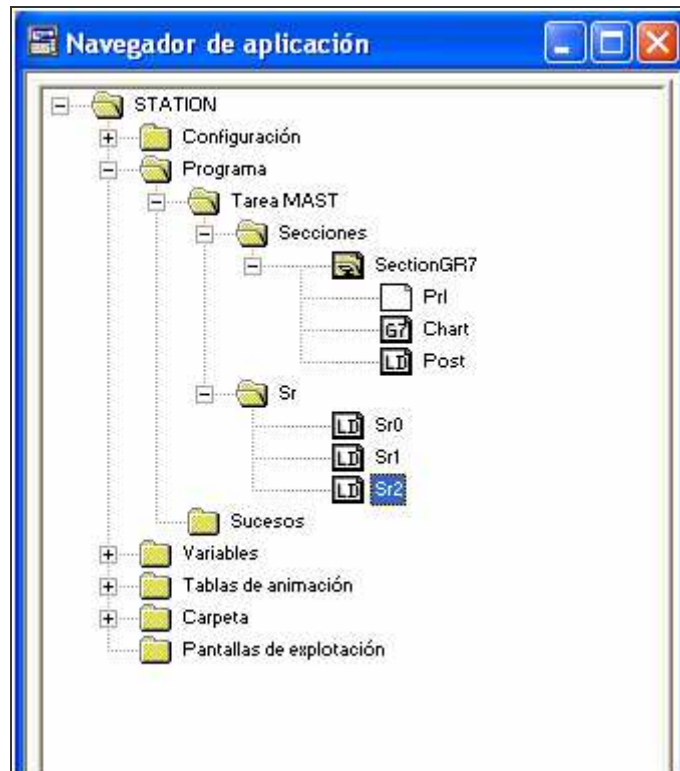 Navegador de aplicación
STATION
Configuración
Programa
Tarea MAST
Secciones
SectionGR7
Prl
G7 Chart
LD Post
Sr
LD Sr0
LD Sr1
LD Sr2
Sucesos
Variables
Tablas de animación
Carpeta
Pantallas de explotación